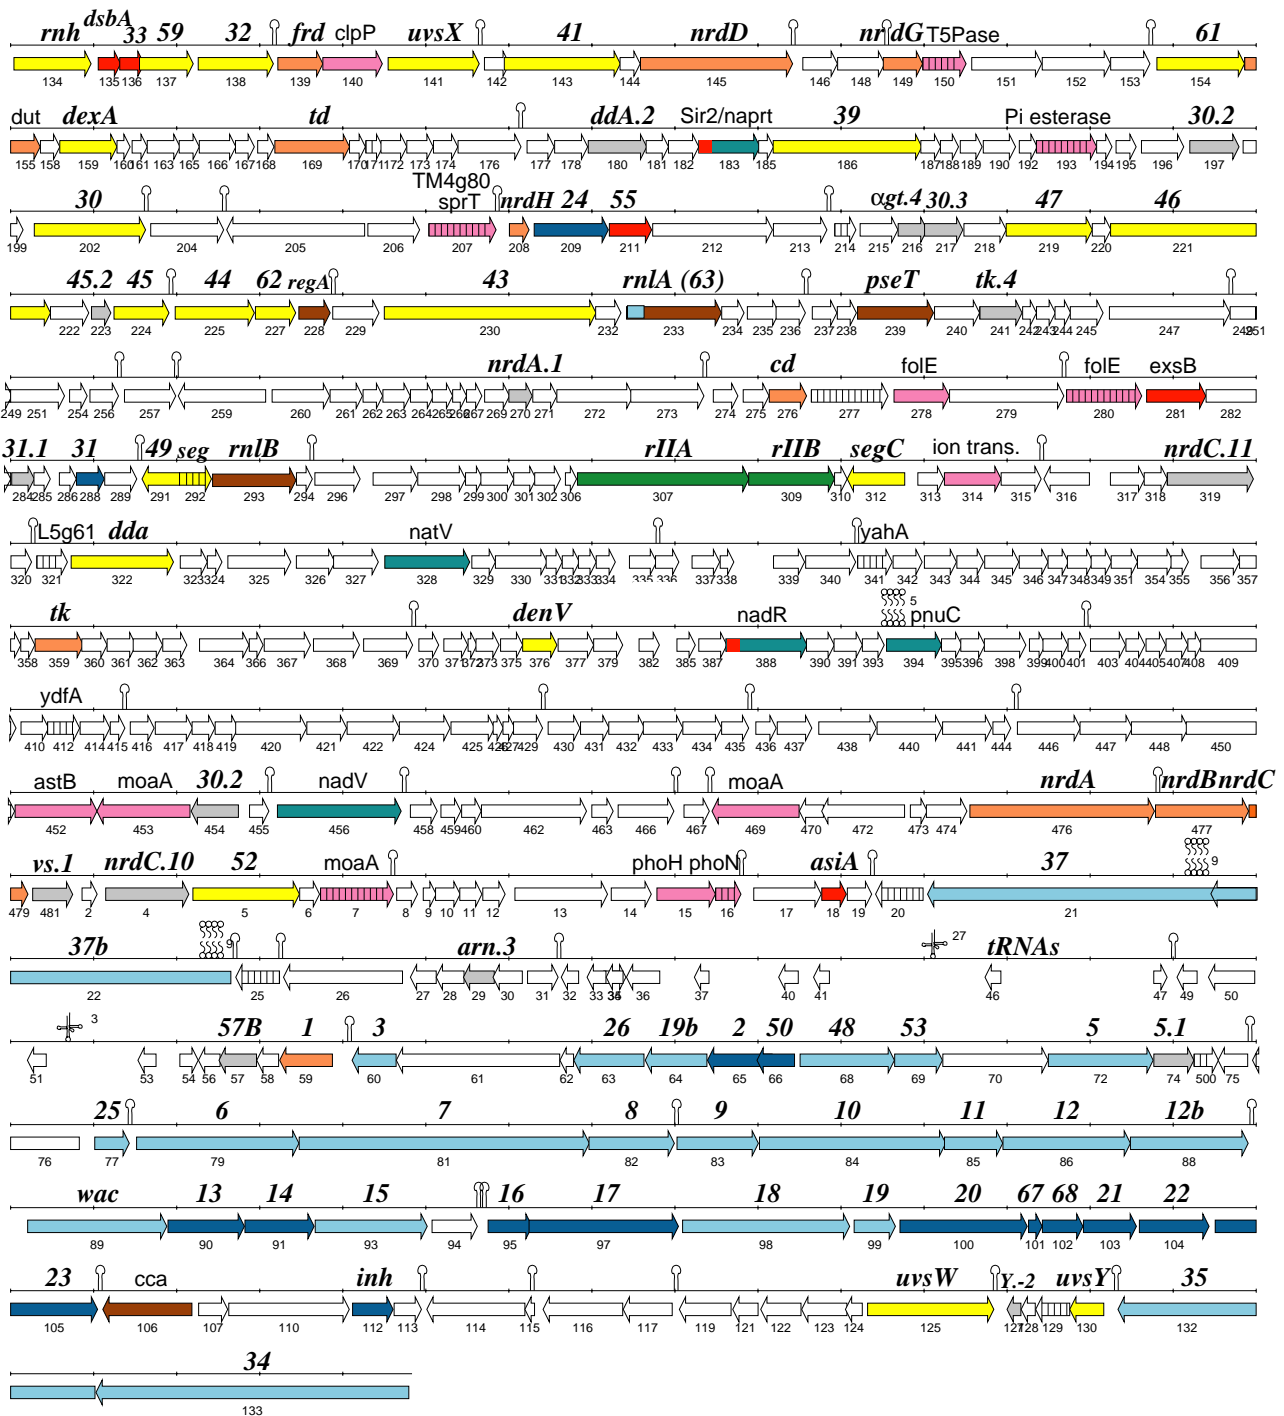 rnh dsbA 33 59 32 frd clpP uvsX 41 nrdD nrdG T5Pase 61
134 135 136 137 138 139 140 141 142 143 144 145 146 148 149 150 151 152 153 154
dut dexA td ddA.2 Sir2/naprt 39 Pi esterase 30.2
155 158 159 160 161 163 165 166 167 168 169 170 171 172 173 174 176 177 178 180 181 182 183 185 186 187 188 189 190 192 193 194 195 196 197
30 TM4g80 sprT nrdH 24 55 αgt.4 30.3 47 46
199 202 204 205 206 207 208 209 211 212 213 214 215 216 217 218 219 220 221
45.2 45 44 62 regA 43 rnlA (63) pseT tk.4
222 223 224 225 227 228 229 230 232 233 234 235 236 237 238 239 240 241 242 243 244 245 247 251
nrdA.1 cd folE folE exsB
249 251 254 256 257 259 260 261 262 263 264 265 266 267 269 270 271 272 273 274 275 276 277 278 279 280 281 282
31.1 31 49 seg rnlB rIIA rIIB segC ion trans. nrdC.11
284 285 286 288 289 291 292 293 294 296 297 298 299 300 301 302 306 307 309 310 312 313 314 315 316 317 318 319
L5g61 dda natV yahA
320 321 322 323 324 325 326 327 328 329 330 331 332 333 334 335 336 337 338 339 340 341 342 343 344 345 346 347 348 349 351 354 355 356 357
tk denV nadR 5 pnuC
358 359 360 361 362 363 364 366 367 368 369 370 371 372 373 375 376 377 379 382 385 387 388 390 391 393 394 395 396 398 399 400 401 403 404 405 407 408 409
ydfA
410 412 414 415 416 417 418 419 420 421 422 424 425 426 427 429 430 431 432 433 434 435 436 437 438 440 441 444 446 447 448 450
astB moaA 30.2 nadV moaA nrdA nrdB nrdC
452 453 454 455 456 458 459 460 462 463 466 467 469 470 472 473 474 476 477
vs.1 nrdC.10 52 moaA phoH phoN asiA 37 9
479 481 2 4 5 6 7 8 9 10 11 12 13 14 15 16 17 18 19 20 21
37b 9 arn.3 27 tRNAs
22 25 26 27 28 29 30 31 32 33 34 36 37 40 41 46 47 49 50
3 57B 1 3 26 19b 2 50 48 53 5 5.1
51 53 54 56 57 58 59 60 61 62 63 64 65 66 68 69 70 72 74 500 75
25 6 7 8 9 10 11 12 12b
76 77 79 81 82 83 84 85 86 88
wac 13 14 15 16 17 18 19 20 67 68 21 22
89 90 91 93 94 95 97 98 99 100 101 102 103 104
23 cca inh uvsW Y.-2 uvsY 35
105 106 107 110 112 113 114 115 116 117 119 121 122 123 124 125 127 128 129 130 132
34
133